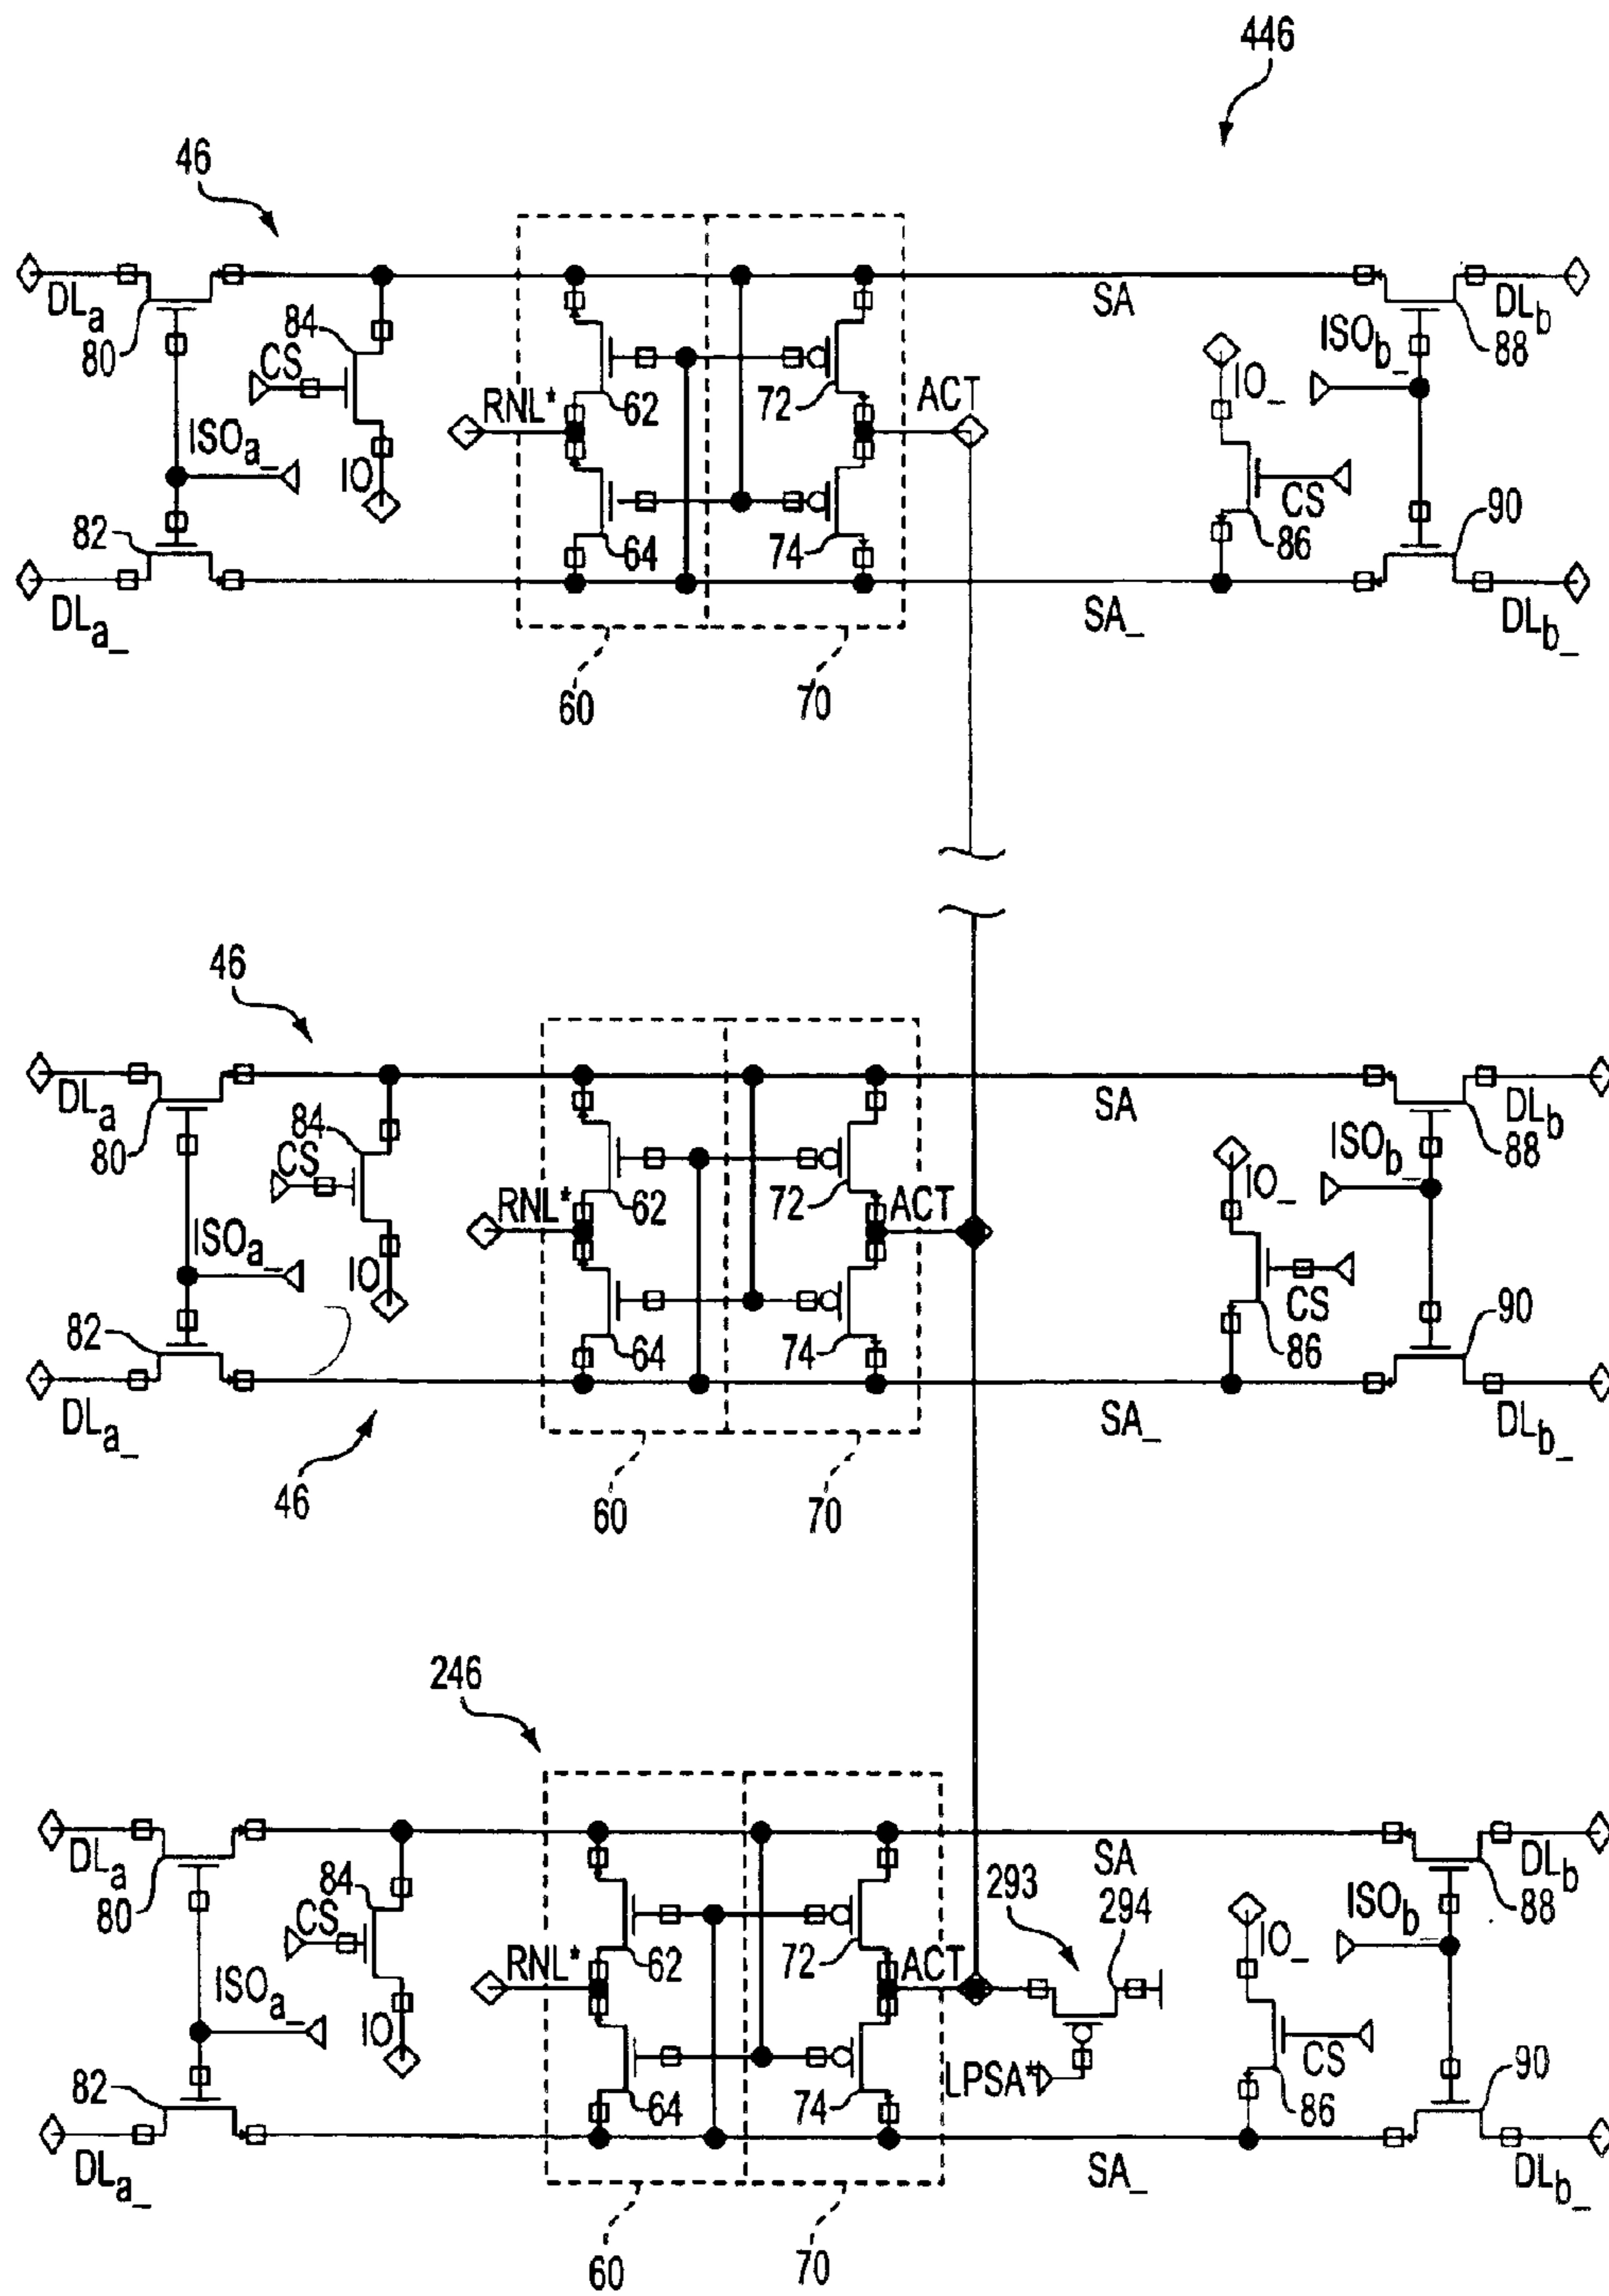 446
46
DLa
80
84
CS
ISOa_
IO
82
DLa_
RNL*
62
64
72
74
ACT
60
70
SA
SA_
IO_
CS
86
ISOb_
DLb
88
90
DLb_
46
DLa
80
84
CS
ISOa_
IO
82
DLa_
46
RNL*
62
64
72
74
ACT
60
70
SA
SA_
IO_
CS
86
ISOb_
DLb
88
90
DLb_
246
DLa
80
84
CS
ISOa_
IO
82
DLa_
RNL*
62
64
72
74
ACT
60
70
SA
293
294
LPSA*
SA_
IO_
CS
86
ISOb_
DLb
88
90
DLb_